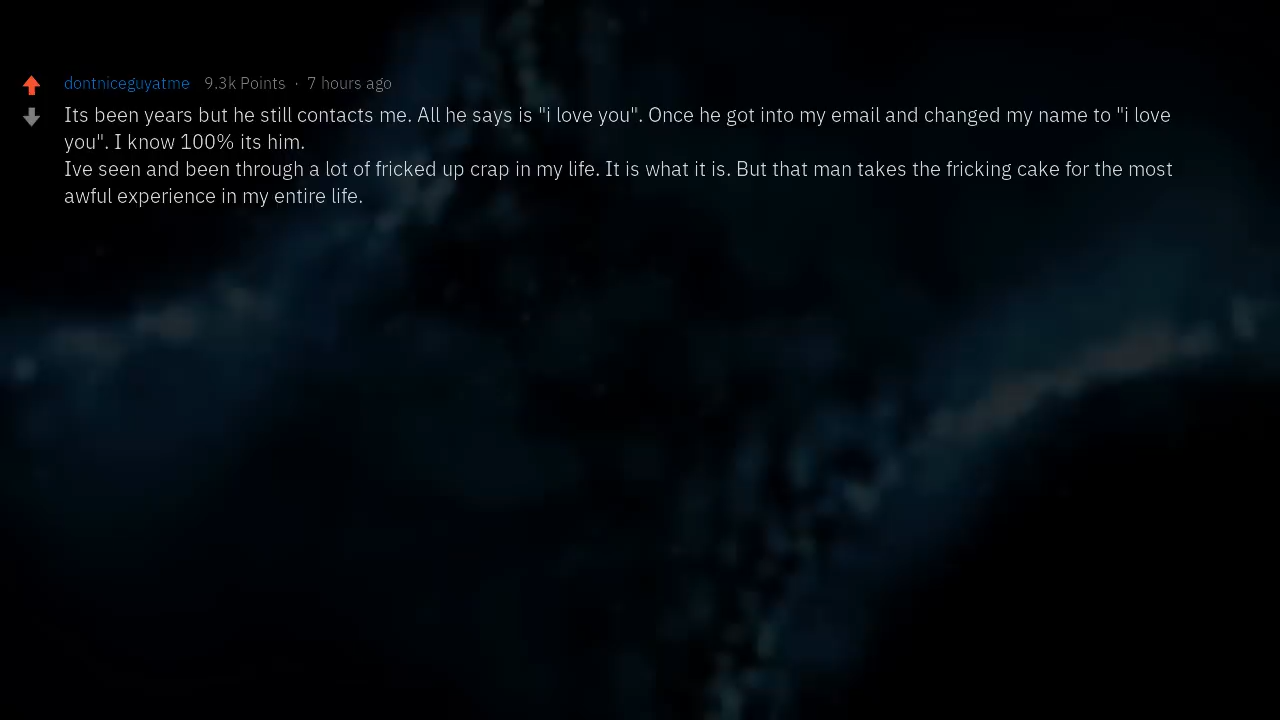 dontniceguyatme 9.3k Points · 7 hours ago
Its been years but he still contacts me. All he says is "i love you". Once he got into my email and changed my name to "i love
you". I know 100% its him.
Ive seen and been through a lot of fricked up crap in my life. It is what it is. But that man takes the fricking cake for the most
awful experience in my entire life.